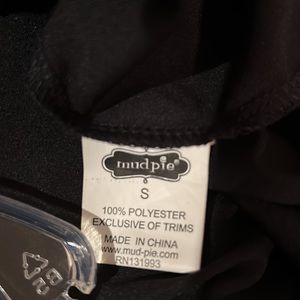 mudpie®
S
100% POLYESTER
EXCLUSIVE OF TRIMS
MADE IN CHINA
www.mud-pie.com
RN131993